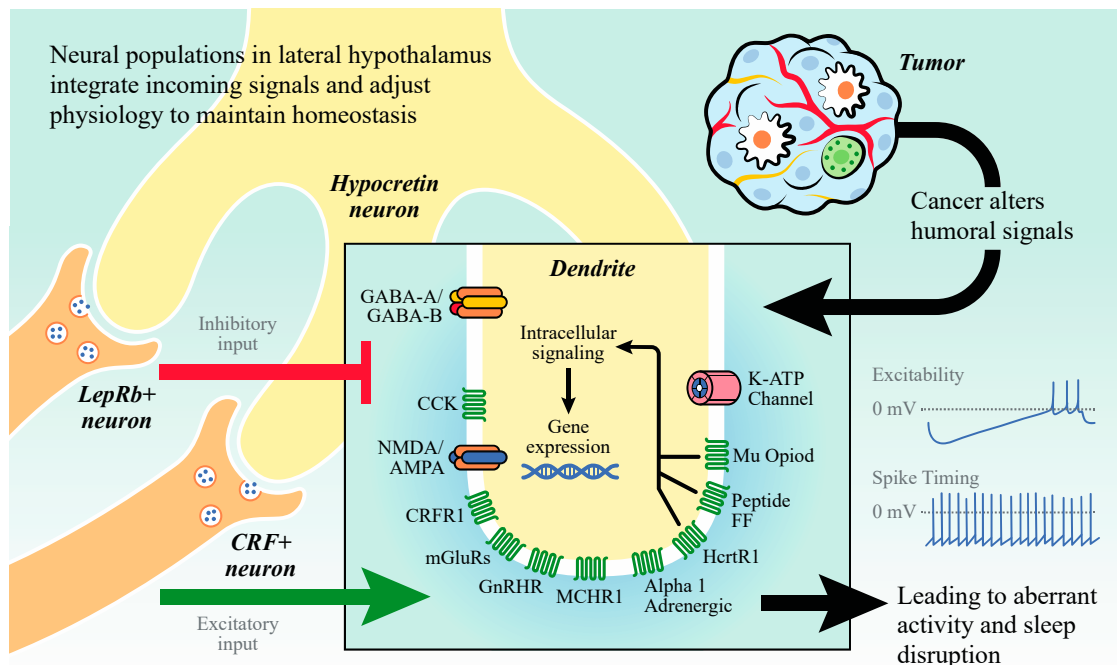 Neural populations in lateral hypothalamus
integrate incoming signals and adjust
physiology to maintain homeostasis
Tumor
Hypocretin
neuron
Cancer alters
humoral signals
Dendrite
GABA-A/
GABA-B
Inhibitory
input
Intracellular
signaling
LepRb+
neuron
K-ATP
Channel
Excitability
0 mV
CCK
Gene
expression
NMDA/
AMPA
Mu Opiod
Spike Timing
0 mV
Peptide
FF
CRFR1
HcrtR1
mGluRs
CRF+
neuron
GnRHR
MCHR1
Alpha 1
Adrenergic
Excitatory
input
Leading to aberrant
activity and sleep
disruption